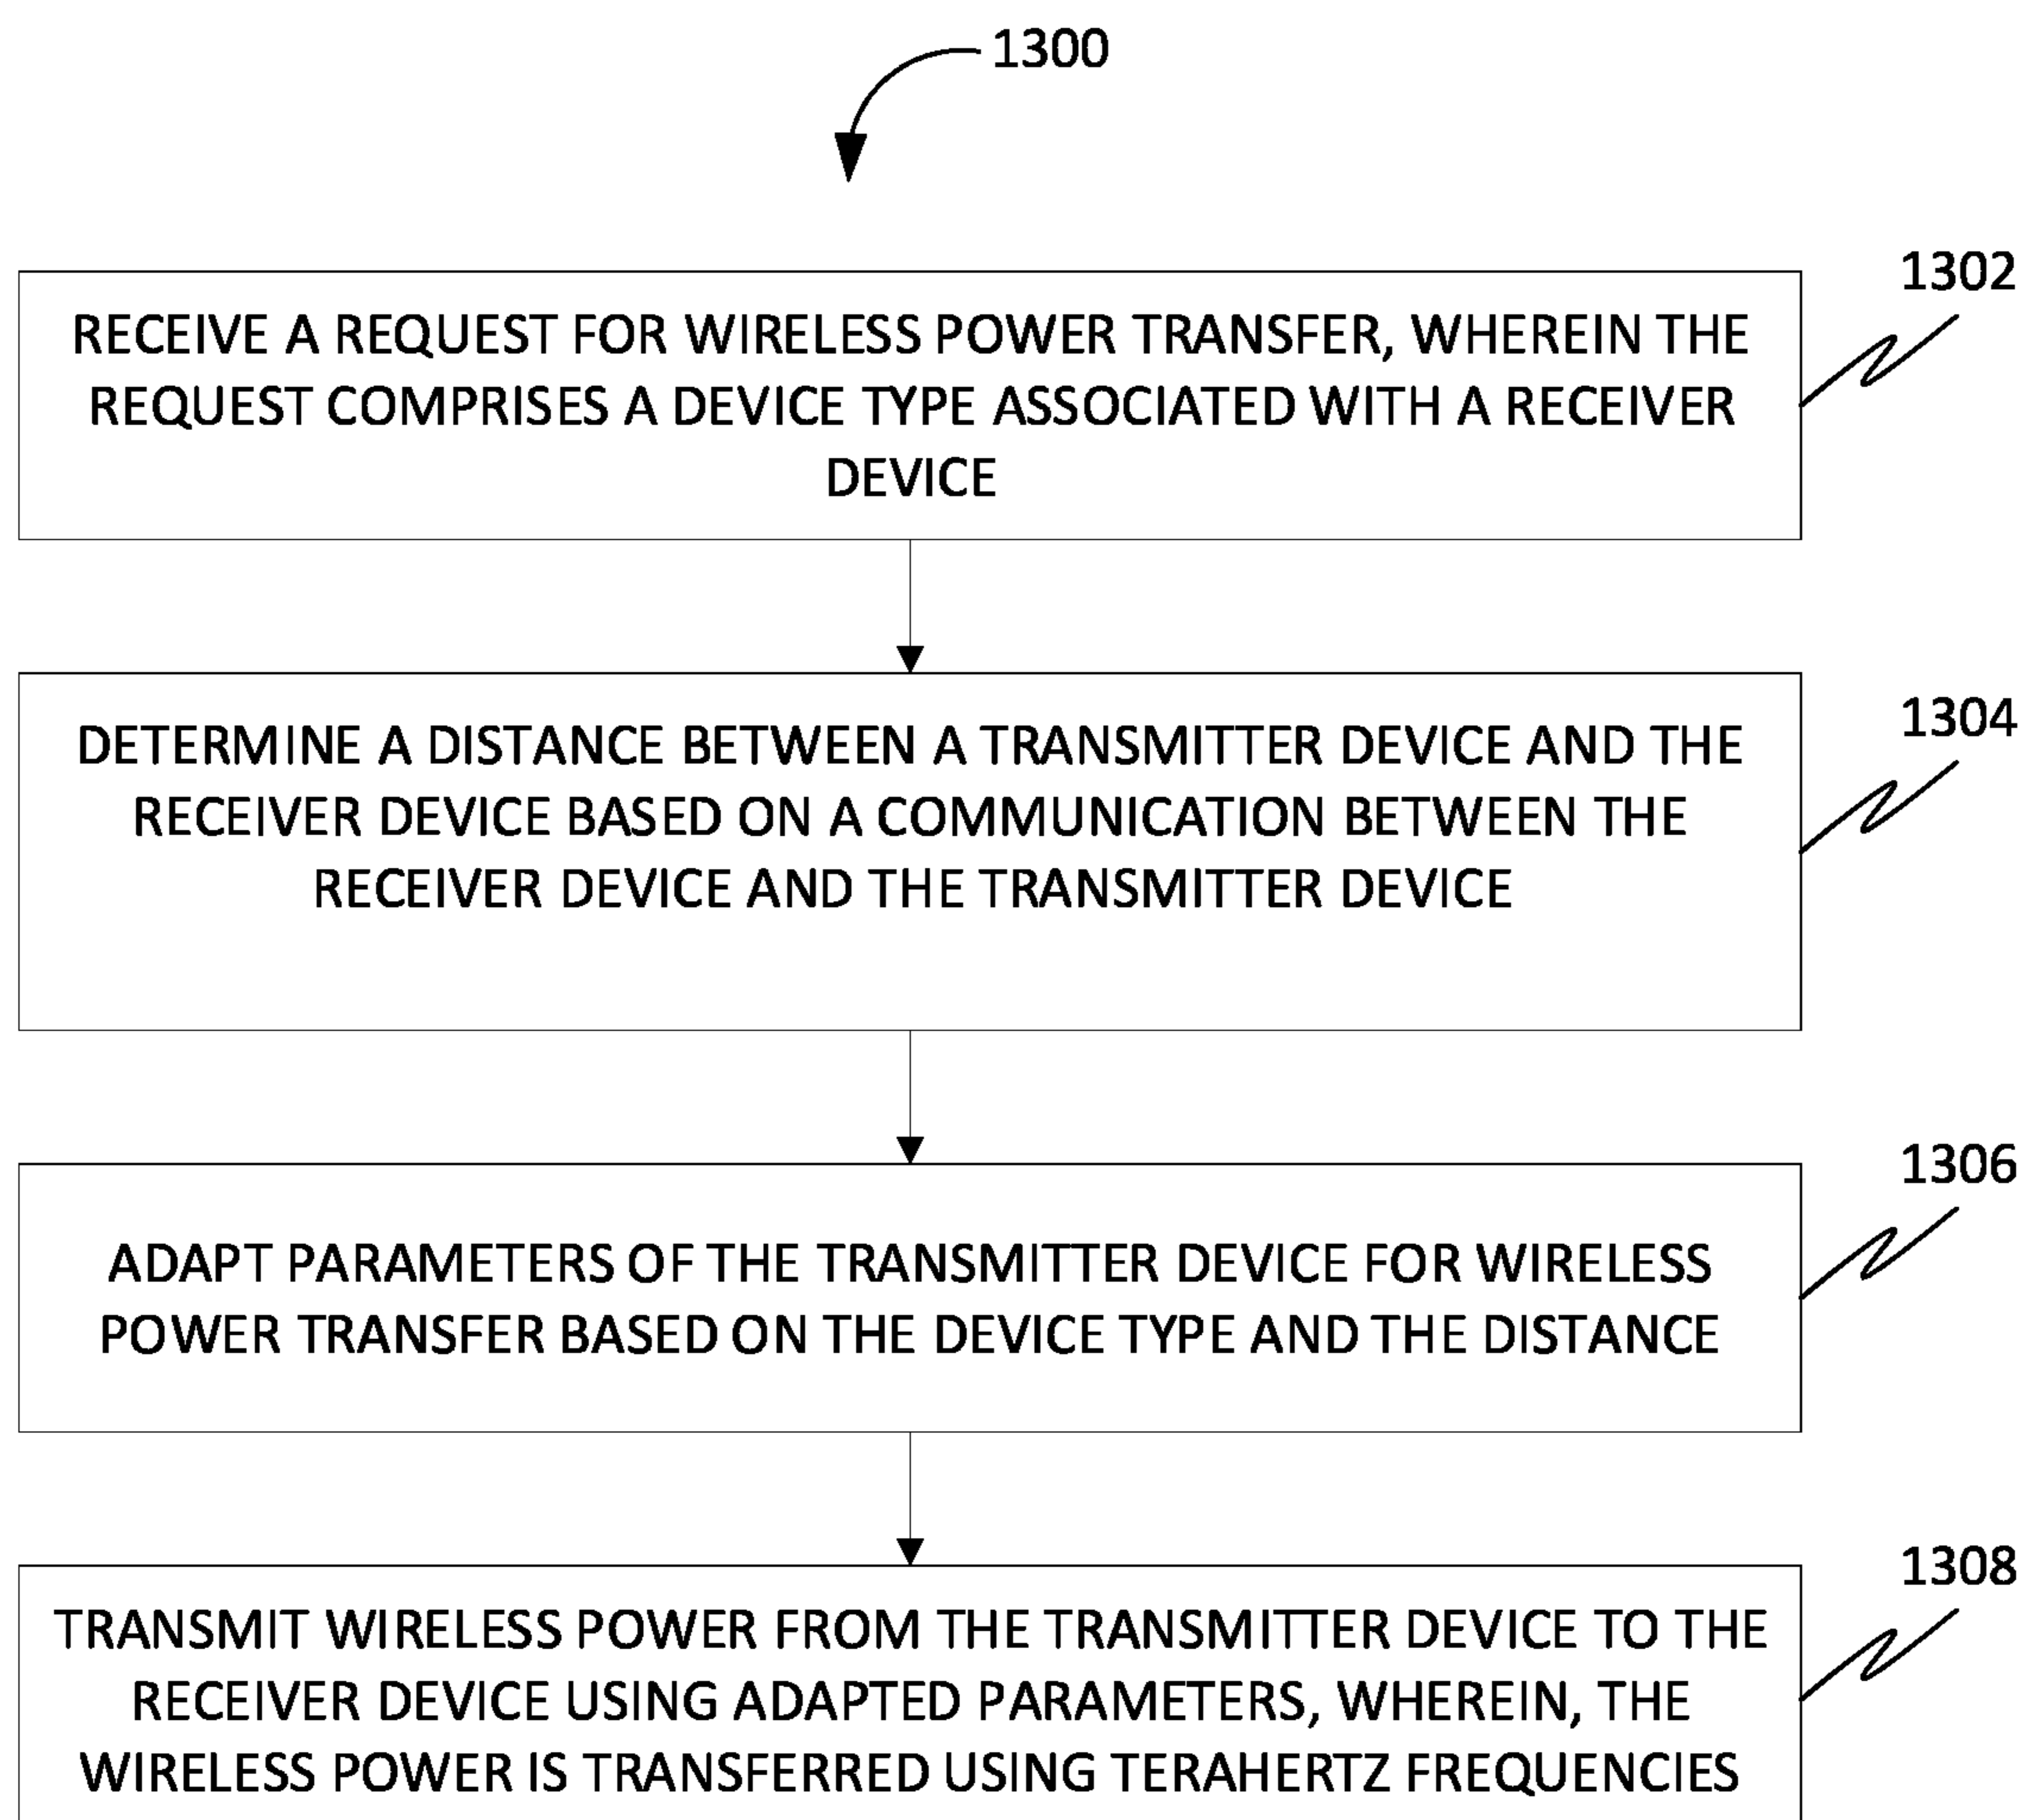 1300
1302
RECEIVE A REQUEST FOR WIRELESS POWER TRANSFER, WHEREIN THE
REQUEST COMPRISES A DEVICE TYPE ASSOCIATED WITH A RECEIVER
DEVICE
1304
DETERMINE A DISTANCE BETWEEN A TRANSMITTER DEVICE AND THE
RECEIVER DEVICE BASED ON A COMMUNICATION BETWEEN THE
RECEIVER DEVICE AND THE TRANSMITTER DEVICE
1306
ADAPT PARAMETERS OF THE TRANSMITTER DEVICE FOR WIRELESS
POWER TRANSFER BASED ON THE DEVICE TYPE AND THE DISTANCE
1308
TRANSMIT WIRELESS POWER FROM THE TRANSMITTER DEVICE TO THE
RECEIVER DEVICE USING ADAPTED PARAMETERS, WHEREIN, THE
WIRELESS POWER IS TRANSFERRED USING TERAHERTZ FREQUENCIES